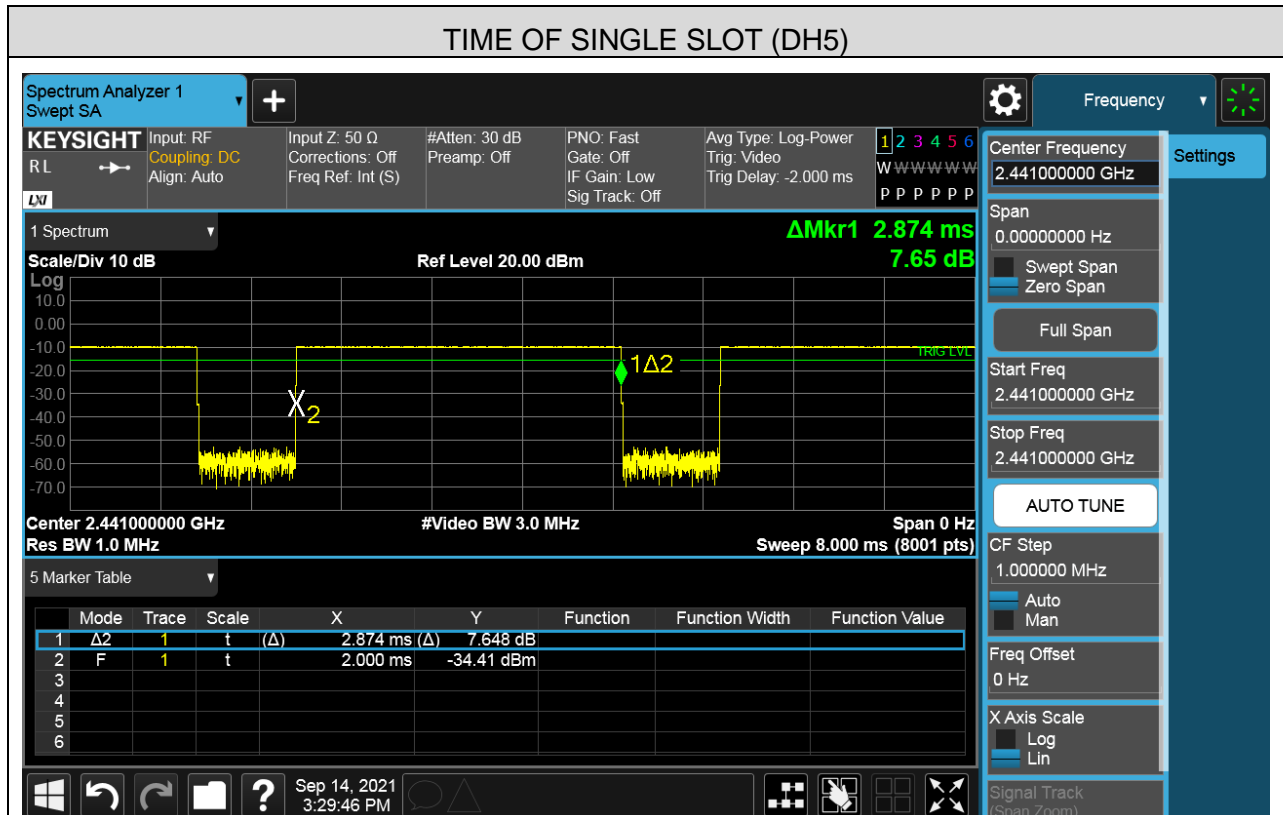 TIME OF SINGLE SLOT (DH5)
Spectrum Analyzer 1
Swept SA
Frequency
KEYSIGHT Input: RF Input Z: 50 Ω #Atten: 30 dB PNO: Fast Avg Type: Log-Power 1 2 3 4 5 6
RL Coupling: DC Corrections: Off Preamp: Off Gate: Off Trig: Video W W W W W W
Align: Auto Freq Ref: Int (S) IF Gain: Low Trig Delay: -2.000 ms
LXI Sig Track: Off P P P P P P
1 Spectrum ΔMkr1 2.874 ms
Scale/Div 10 dB Ref Level 20.00 dBm 7.65 dB
Log
10.0
0.00
-10.0
TRIG LVL
-20.0 1Δ2
-30.0
X2
-40.0
-50.0
-60.0
-70.0
Center 2.441000000 GHz #Video BW 3.0 MHz Span 0 Hz
Res BW 1.0 MHz Sweep 8.000 ms (8001 pts)
5 Marker Table
Mode Trace Scale X Y Function Function Width Function Value
1 Δ2 1 t (Δ) 2.874 ms (Δ) 7.648 dB
2 F 1 t 2.000 ms -34.41 dBm
3
4
5
6
Sep 14, 2021
3:29:46 PM
Center Frequency
2.441000000 GHz
Settings
Span
0.00000000 Hz
Swept Span
Zero Span
Full Span
Start Freq
2.441000000 GHz
Stop Freq
2.441000000 GHz
AUTO TUNE
CF Step
1.000000 MHz
Auto
Man
Freq Offset
0 Hz
X Axis Scale
Log
Lin
Signal Track
(Span Zoom)